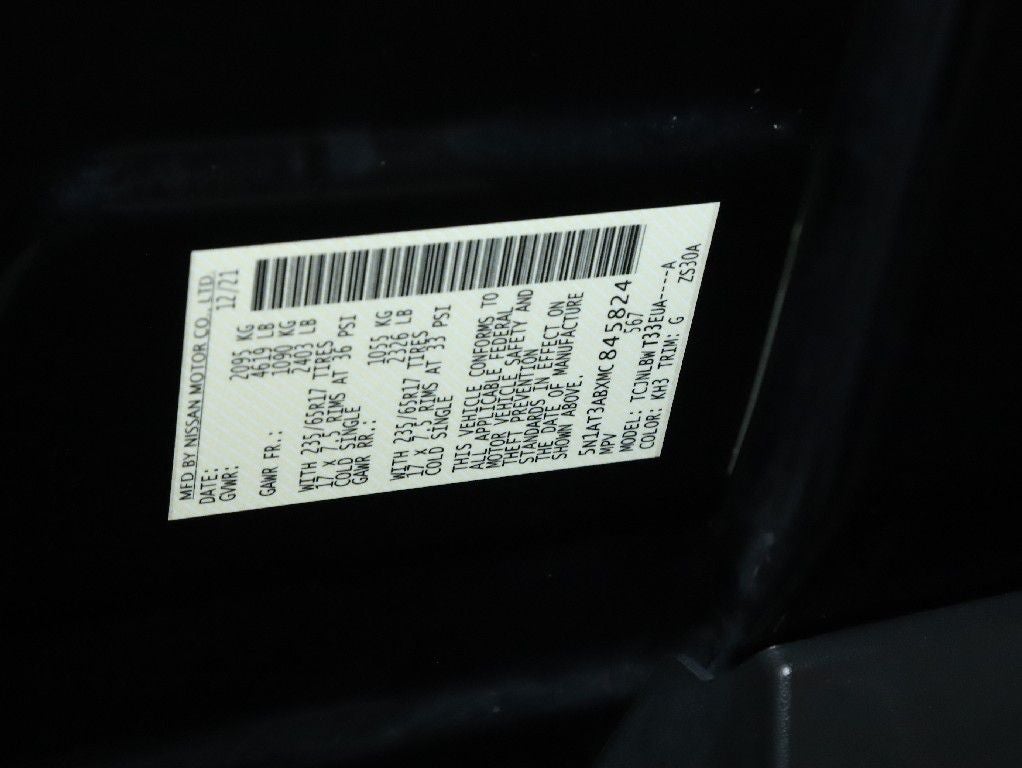 MFD BY NISSAN MOTOR CO., LTD.
DATE: 12/21
GVWR: 2095 KG
4619 LB
GAWR FR.: 1090 KG
2403 LB
WITH 235/65R17 TIRES
17 X 7.5 RIMS AT 36 PSI
COLD SINGLE
GAWR RR.: 1055 KG
2326 LB
WITH 235/65R17 TIRES
17 X 7.5 RIMS AT 33 PSI
COLD SINGLE
THIS VEHICLE CONFORMS TO
ALL APPLICABLE FEDERAL
MOTOR VEHICLE SAFETY AND
THEFT PREVENTION
STANDARDS IN EFFECT ON
THE DATE OF MANUFACTURE
SHOWN ABOVE.
5N1AT3ABXMC845824
MPV 567
MODEL: TCJNLBWT33EUA----A
COLOR: KH3 TRIM: G ZS30A